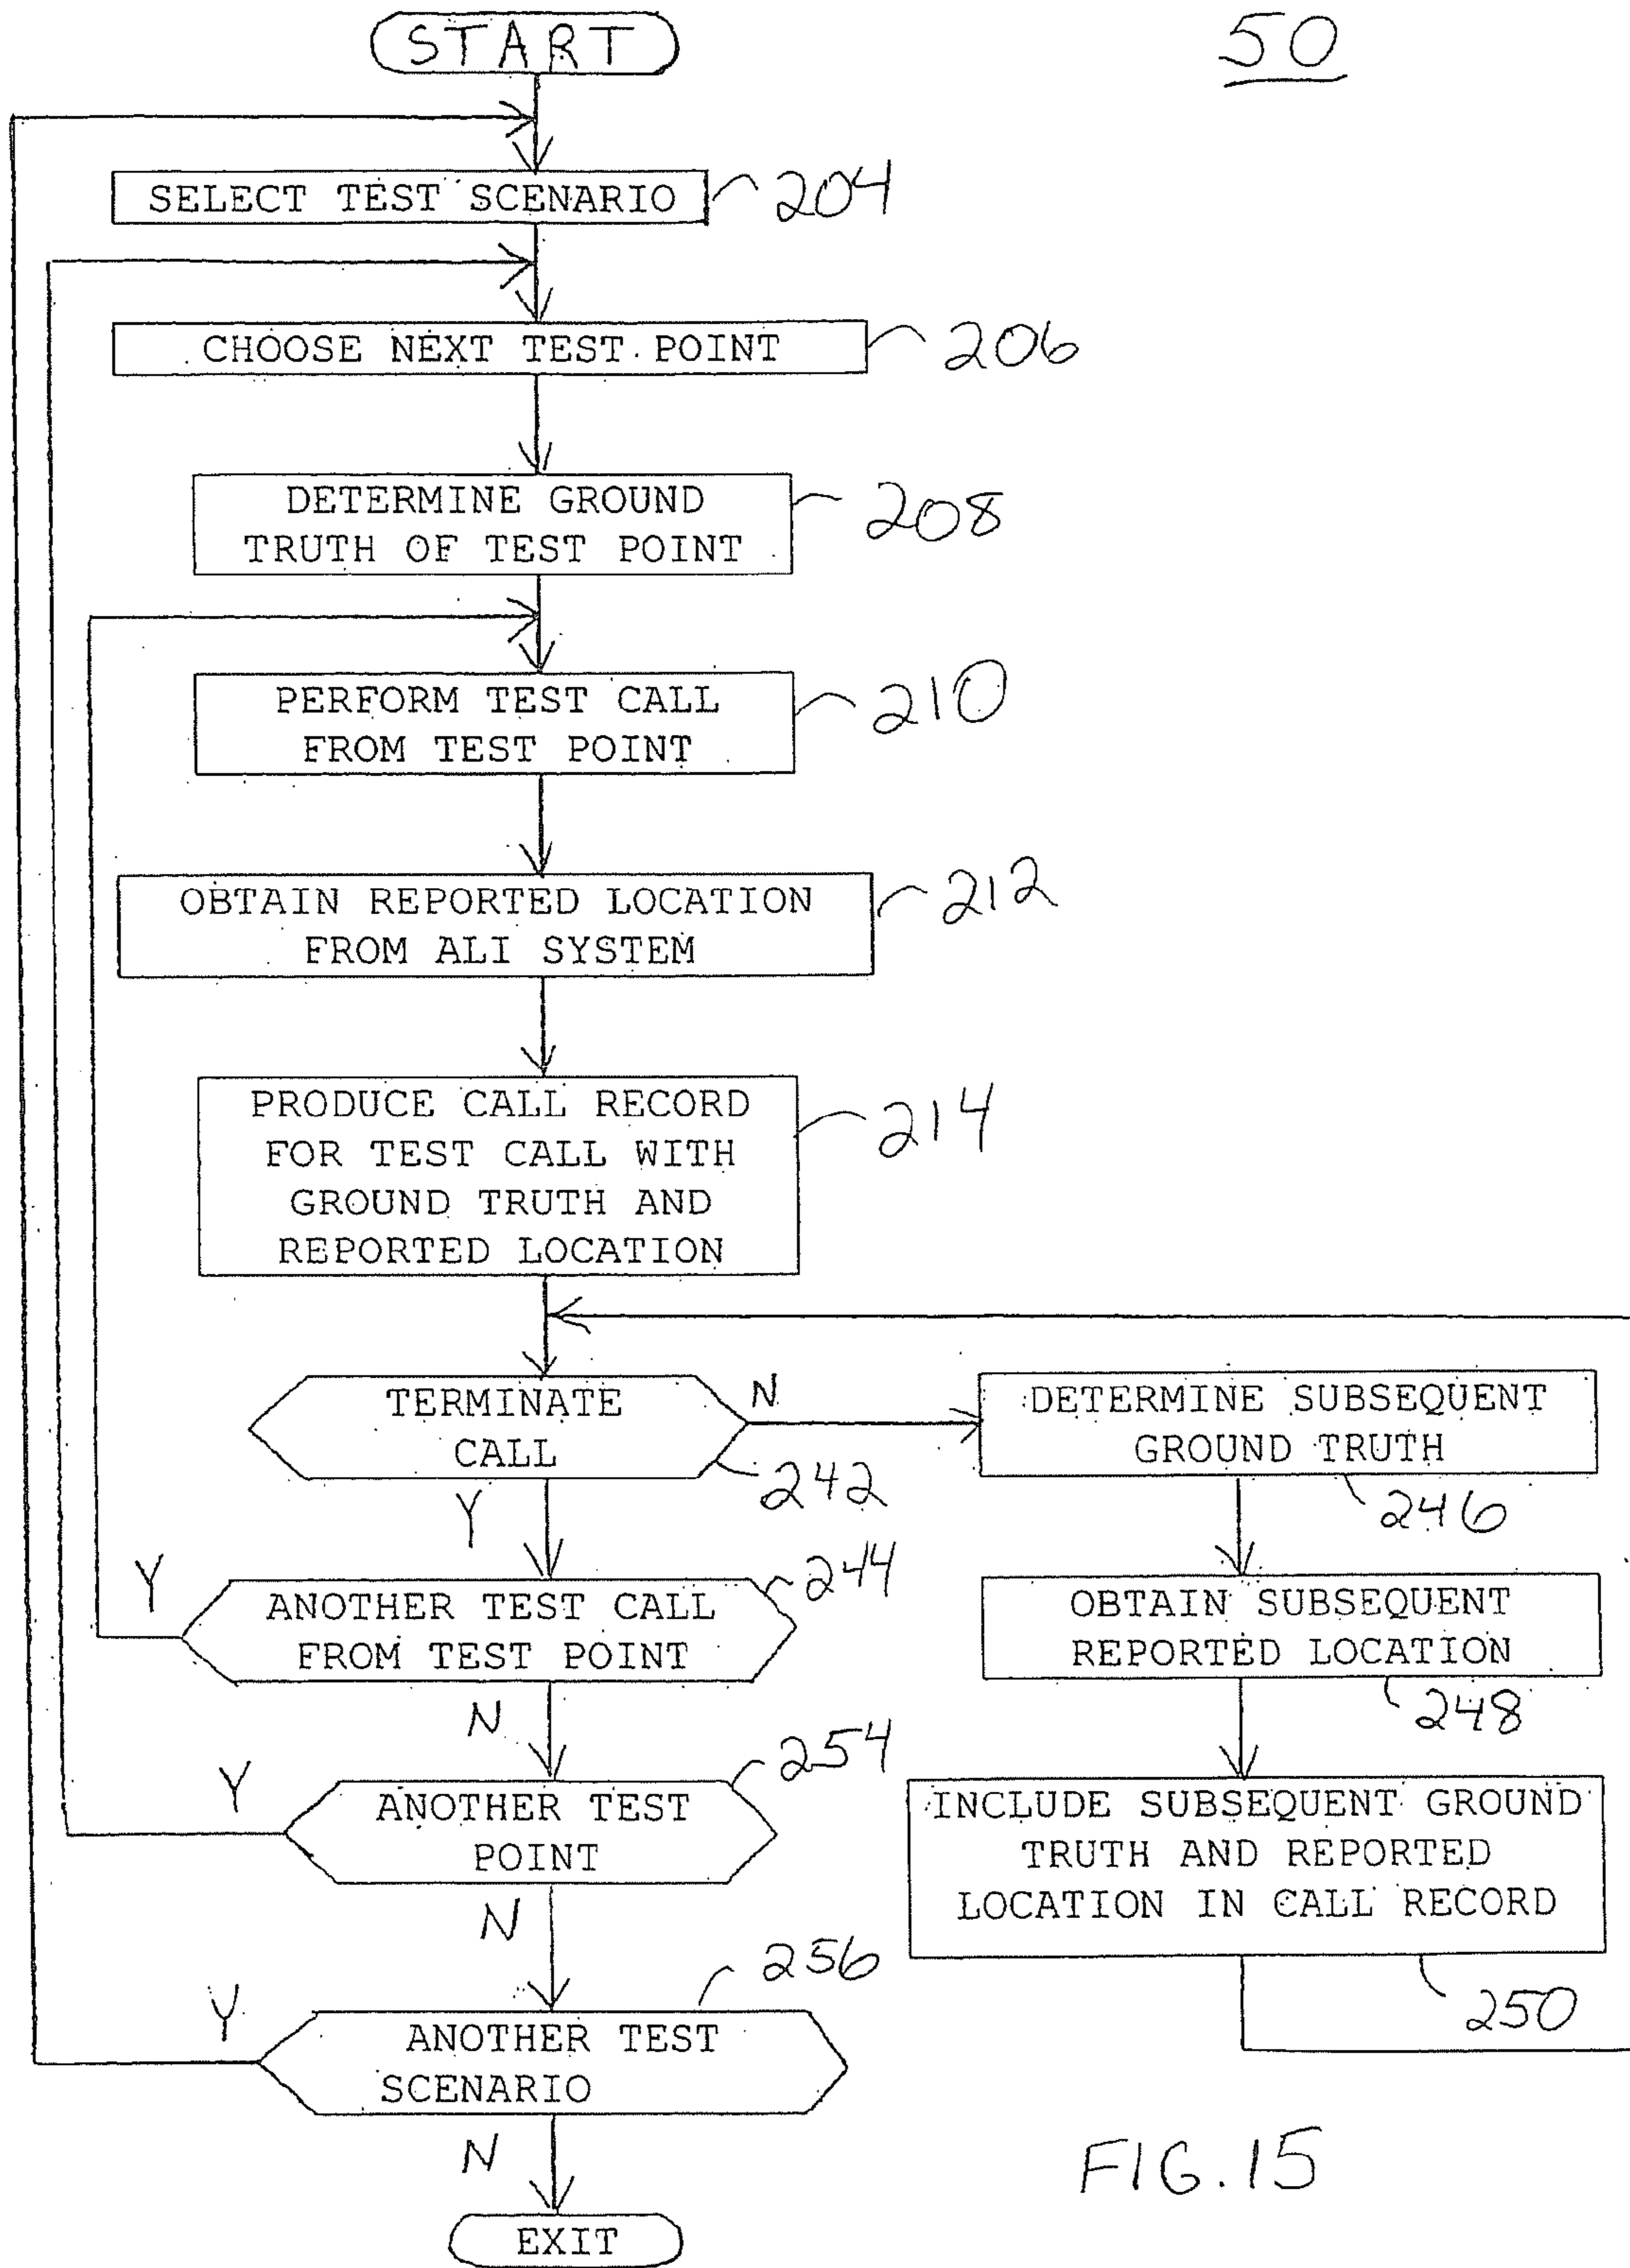 START
50
SELECT TEST SCENARIO
204
CHOOSE NEXT TEST POINT
206
DETERMINE GROUND
TRUTH OF TEST POINT
208
PERFORM TEST CALL
FROM TEST POINT
210
OBTAIN REPORTED LOCATION
FROM ALI SYSTEM
212
PRODUCE CALL RECORD
FOR TEST CALL WITH
GROUND TRUTH AND
REPORTED LOCATION
214
TERMINATE
CALL
242
N
Y
DETERMINE SUBSEQUENT
GROUND TRUTH
246
ANOTHER TEST CALL
FROM TEST POINT
244
Y
N
OBTAIN SUBSEQUENT
REPORTED LOCATION
248
ANOTHER TEST
POINT
254
Y
N
INCLUDE SUBSEQUENT GROUND
TRUTH AND REPORTED
LOCATION IN CALL RECORD
250
ANOTHER TEST
SCENARIO
256
Y
N
EXIT
FIG. 15